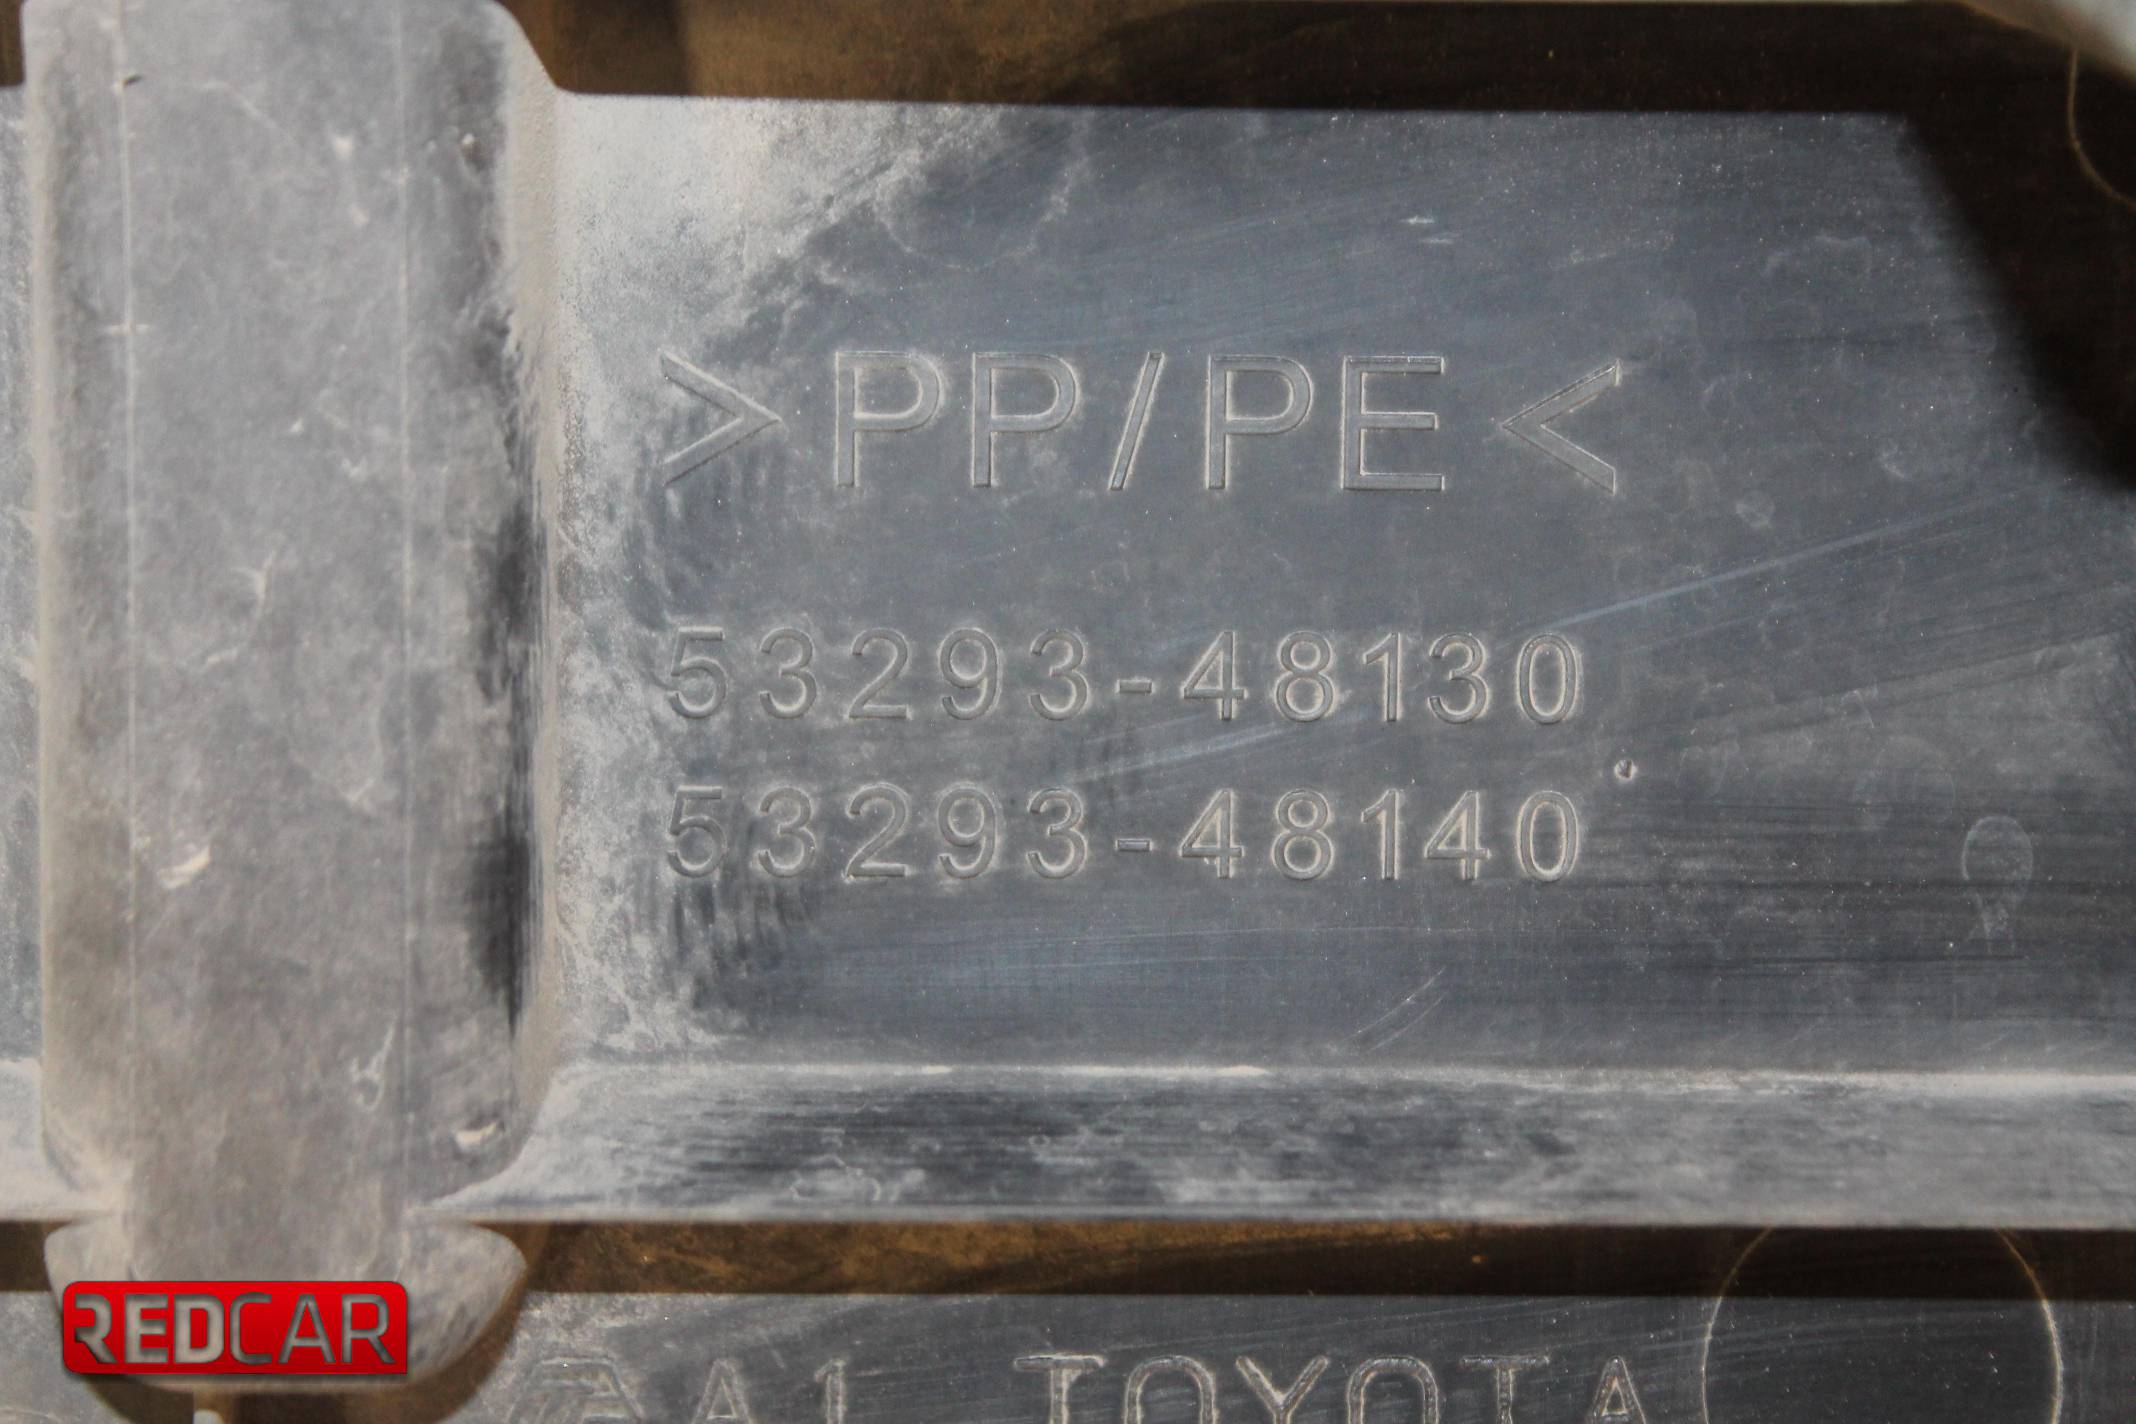 >PP/PE<
53293-48130
53293-48140
REDCAR
A1 TOYOTA